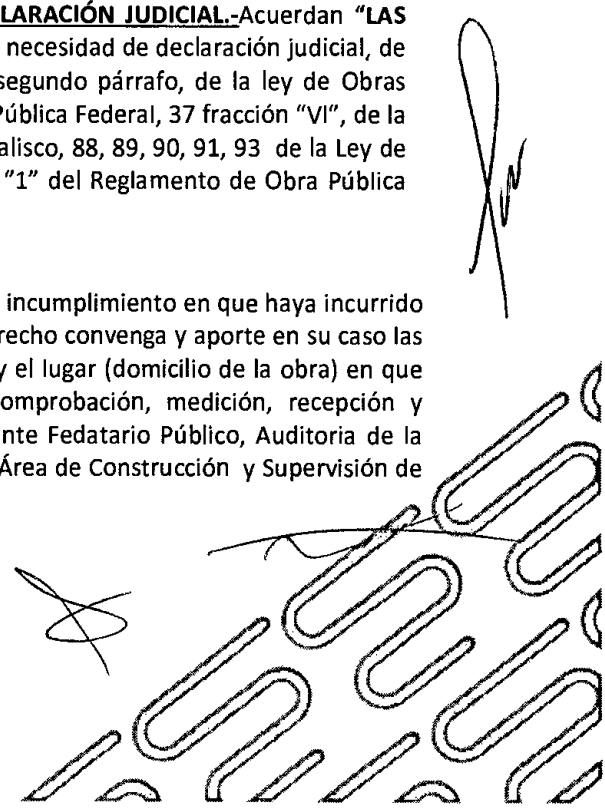 LARACIÓN JUDICIAL.-Acuerdan "LAS
necesidad de declaración judicial, de
segundo párrafo, de la ley de Obras
Pública Federal, 37 fracción "VI", de la
alisco, 88, 89, 90, 91, 93 de la Ley de
"1" del Reglamento de Obra Pública
incumplimiento en que haya incurrido
recho convenga y aporte en su caso las
y el lugar (domicilio de la obra) en que
omprobación, medición, recepción y
nte Fedatario Público, Auditoria de la
Área de Construcción y Supervisión de